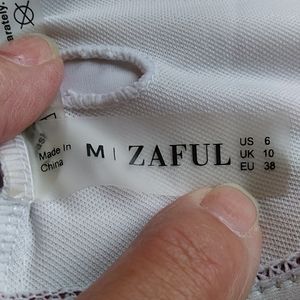 arately.
Made In
China
M | ZAFUL
US 6
UK 10
EU 38